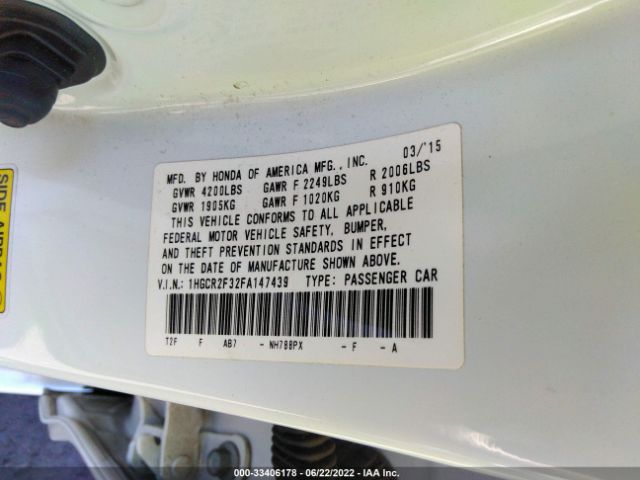 MFD. BY HONDA OF AMERICA MFG., INC. 03/'15
GVWR 4200LBS GAWR F 2249LBS R 2006LBS
GVWR 1905KG GAWR F 1020KG R 910KG
THIS VEHICLE CONFORMS TO ALL APPLICABLE
FEDERAL MOTOR VEHICLE SAFETY, BUMPER,
AND THEFT PREVENTION STANDARDS IN EFFECT
ON THE DATE OF MANUFACTURE SHOWN ABOVE.
V.I.N.: 1HGCR2F32FA147439 TYPE: PASSENGER CAR
T2F F AB7 - NH788PX - F - A
SIDE
000-33406178 - 06/22/2022 - IAA Inc.